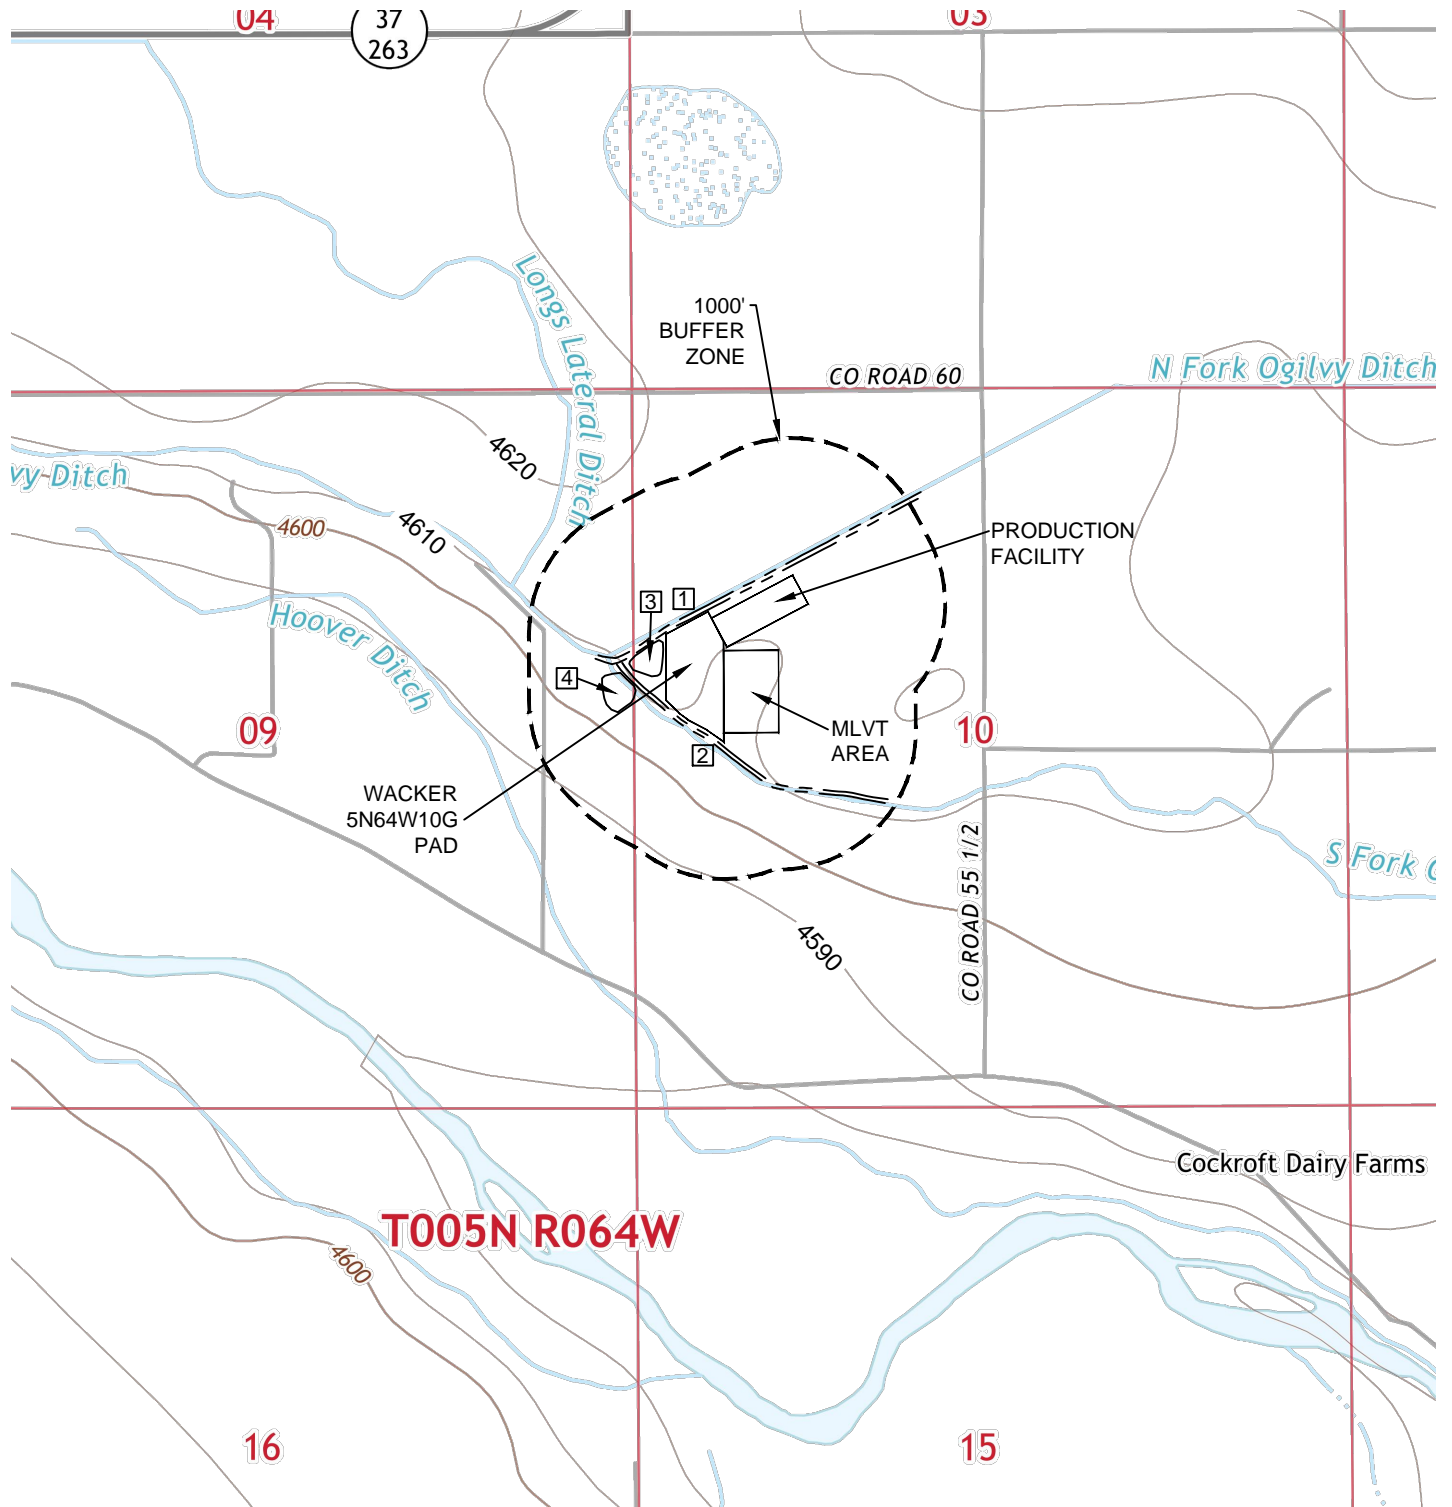 04
37
263
03
Longs Lateral Ditch
1000'
BUFFER
ZONE
CO ROAD 60
N Fork Ogilvy Ditch
4620
vy Ditch
4600
4610
PRODUCTION
FACILITY
3
1
Hoover Ditch
4
09
10
MLVT
AREA
2
WACKER
5N64W10G
PAD
CO ROAD 55 1/2
S Fork
4590
Cockroft Dairy Farms
T005N R064W
4600
16
15